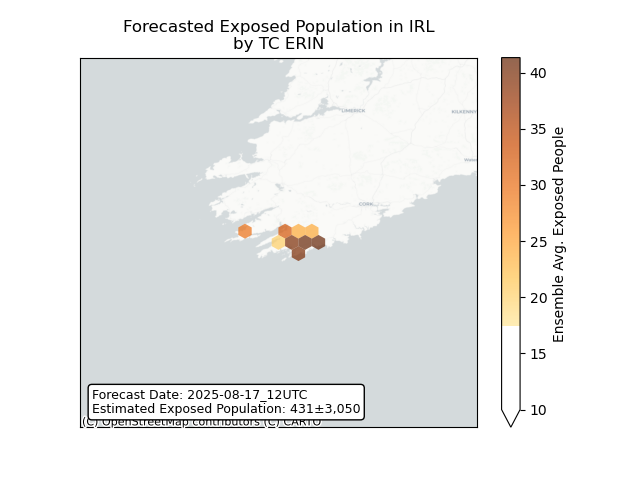 Forecasted Exposed Population in IRL
by TC ERIN
LIMERICK
KILKENNY
CORK
40
35
30
25
20
15
10
Ensemble Avg. Exposed People
Forecast Date: 2025-08-17_12UTC
Estimated Exposed Population: 431±3,050
(C) OpenStreetMap contributors (C) CARTO